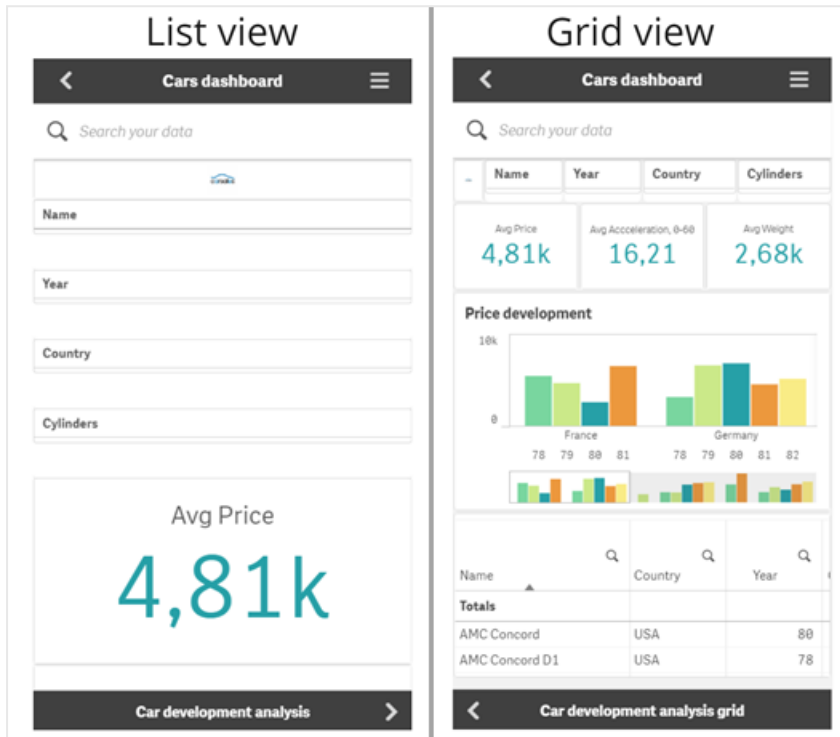 List view
Cars dashboard
Search your data
Name
Year
Country
Cylinders
Avg Price
4,81k
Car development analysis
Grid view
Cars dashboard
Search your data
Name Year Country Cylinders
Avg Price Avg Accceleration, 0-60 Avg Weight
4,81k 16,21 2,68k
Price development
10k
0
France Germany
78 79 80 81 78 79 80 81 82
Name Country Year
Totals
AMC Concord USA 80
AMC Concord D1 USA 78
Car development analysis grid